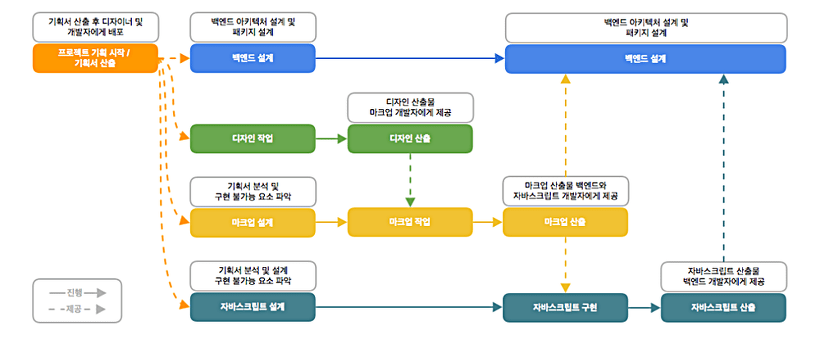 기획서 산출 후 디자이너 및
개발자에게 배포
프로젝트 기획 시작 /
기획서 산출
백엔드 아키텍처 설계 및
패키지 설계
백엔드 설계
백엔드 아키텍처 설계 및
패키지 설계
백엔드 설계
디자인 산출물
마크업 개발자에게 제공
디자인 작업
디자인 산출
기획서 분석 및
구현 불가능 요소 파악
마크업 설계
마크업 작업
마크업 산출물 백엔드와
자바스크립트 개발자에게 제공
마크업 산출
기획서 분석 및 설계
구현 불가능 요소 파악
자바스크립트 설계
자바스크립트 구현
자바스크립트 산출물
백엔드 개발자에게 제공
자바스크립트 산출
진행
제공